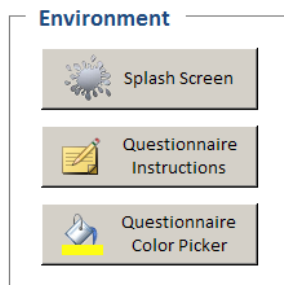 Environment
Splash Screen
Questionnaire
Instructions
Questionnaire
Color Picker